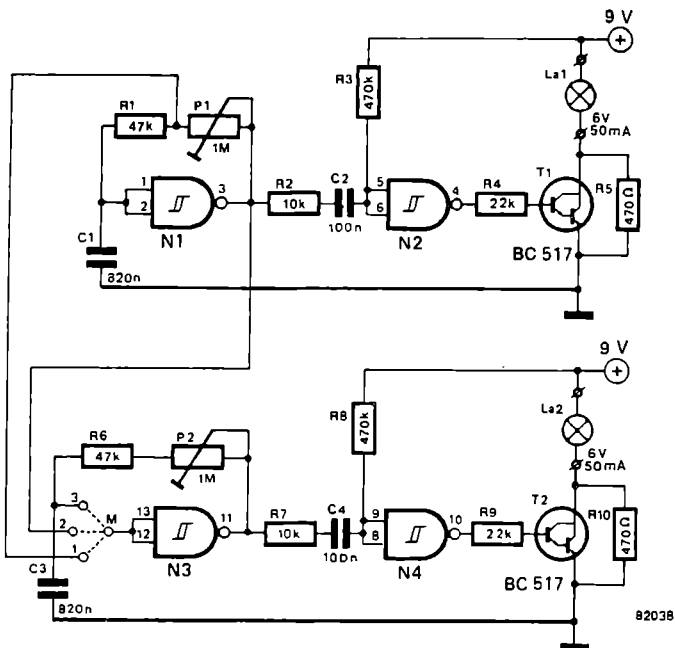 9 V
La1
6V
50mA
R1
47k
P1
1M
R3
470k
1
2
3
N1
R2
10k
C2
100n
5
6
4
N2
R4
22k
T1
R5
470Ω
BC 517
C1
820n
9 V
La2
6V
50mA
R6
47k
P2
1M
R8
470k
3
2
1
M
13
12
11
N3
R7
10k
C4
100n
9
8
10
N4
R9
22k
T2
R10
470Ω
BC 517
C3
820n
82038